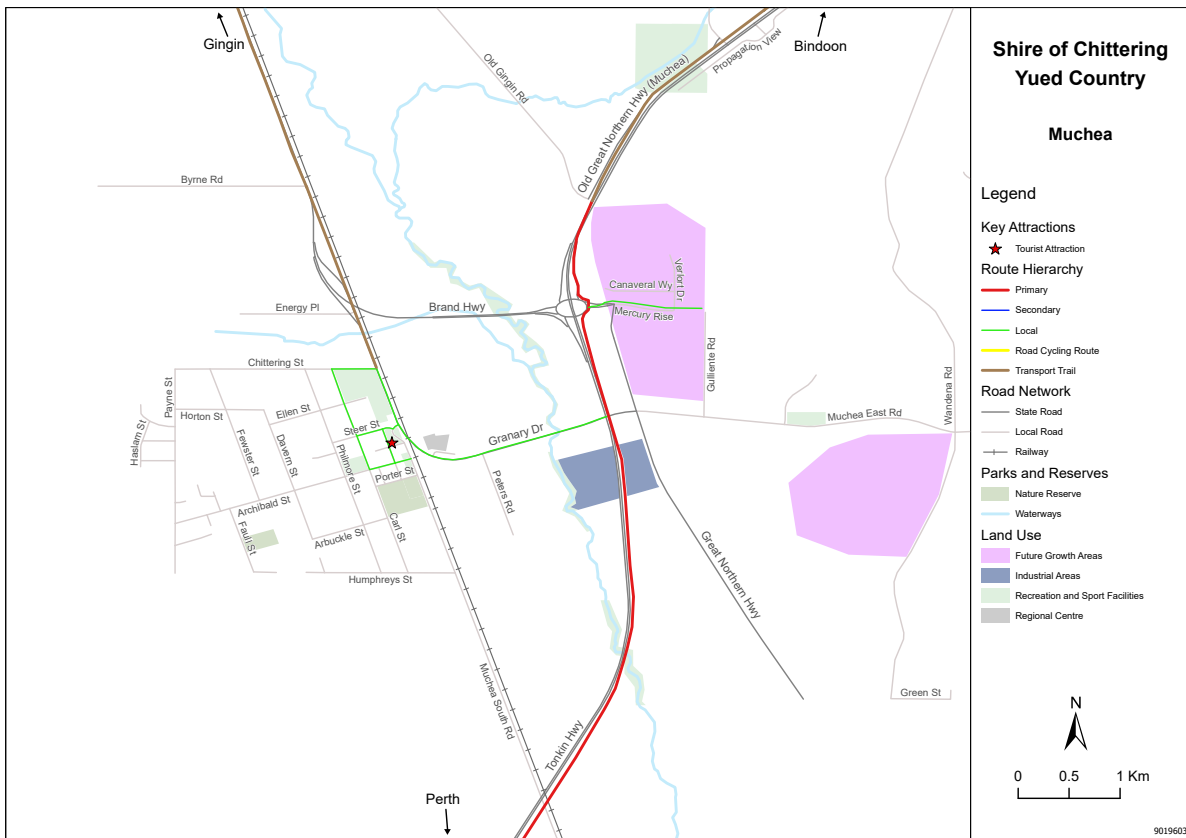 Gingin
Bindoon
Old Gingin Rd
Propagation View
Old Great Northern Hwy (Muchea)
Byrne Rd
Canaveral Wy
Verlort Dr
Energy Pl
Brand Hwy
Mercury Rise
Gulliente Rd
Chittering St
Payne St
Horton St
Ellen St
Haslam St
Fewster St
Davern St
Steer St
Philmore St
Granary Dr
Muchea East Rd
Wandena Rd
Porter St
Peters Rd
Archibald St
Fauli St
Arbuckle St
Carl St
Humphreys St
Great Northern Hwy
Muchea South Rd
Green St
Tonkin Hwy
Perth
Shire of Chittering
Yued Country
Muchea
Legend
Key Attractions
Tourist Attraction
Route Hierarchy
Primary
Secondary
Local
Road Cycling Route
Transport Trail
Road Network
State Road
Local Road
Railway
Parks and Reserves
Nature Reserve
Waterways
Land Use
Future Growth Areas
Industrial Areas
Recreation and Sport Facilities
Regional Centre
N
0 0.5 1 Km
9019603